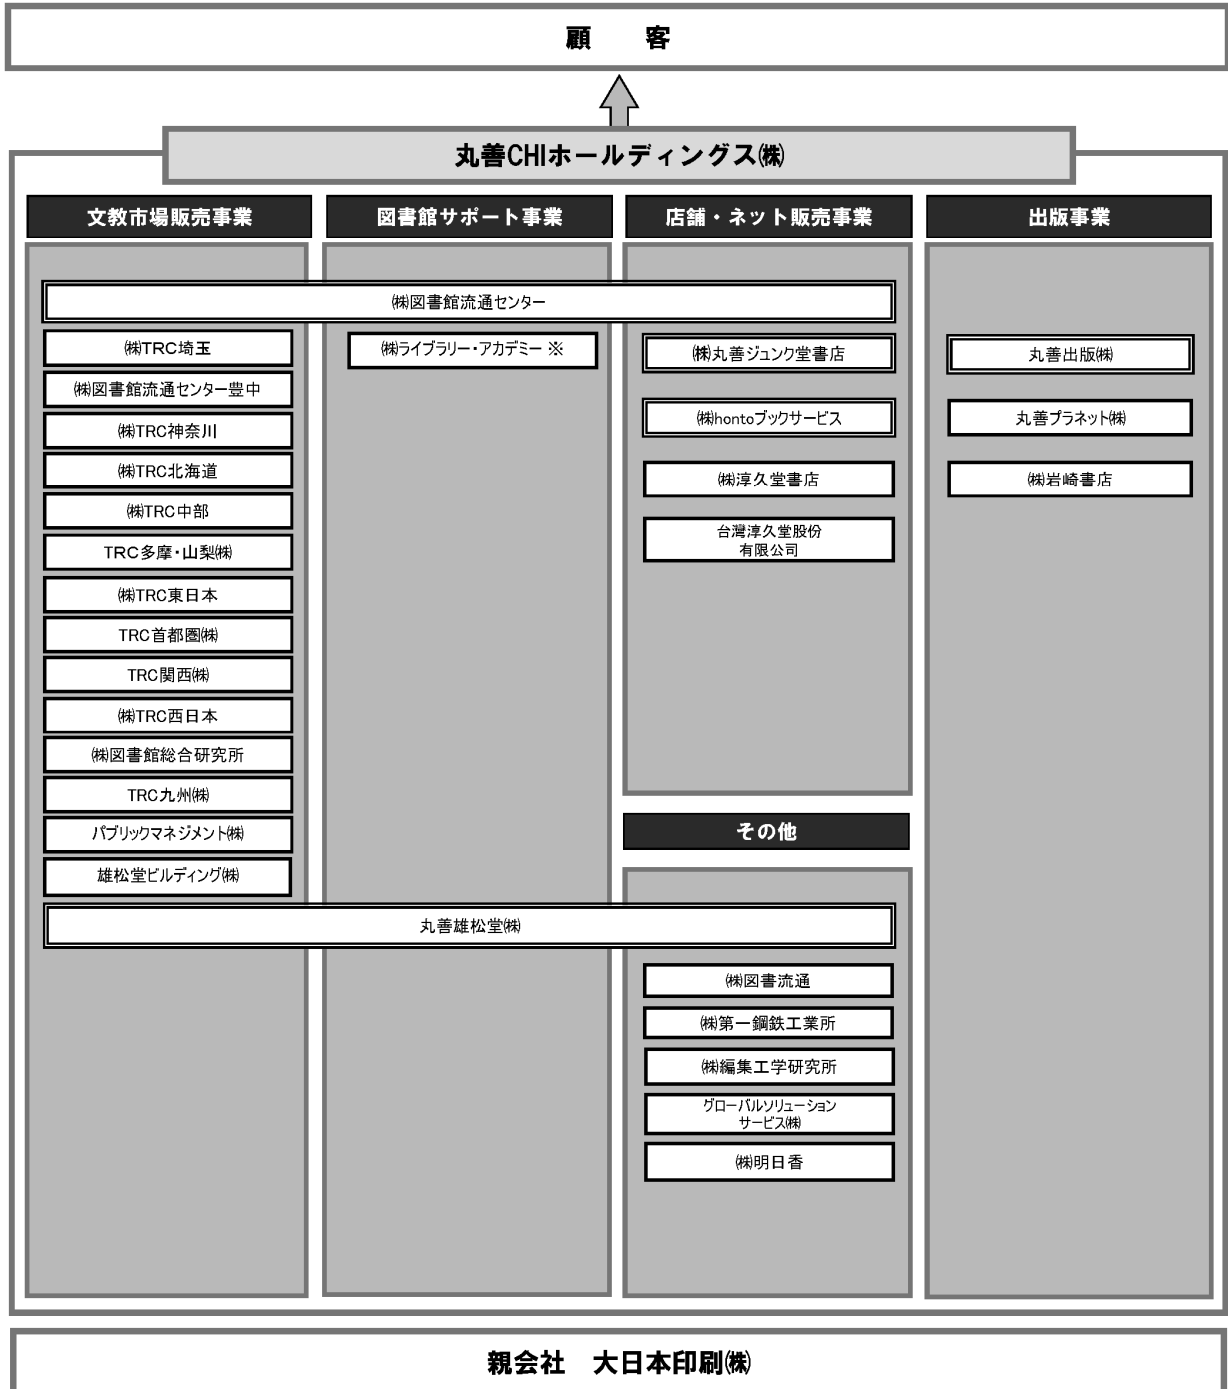 顧　客
丸善CHIホールディングス㈱
文教市場販売事業
図書館サポート事業
店舗・ネット販売事業
出版事業
㈱図書館流通センター
㈱TRC埼玉
㈱図書館流通センター豊中
㈱TRC神奈川
㈱TRC北海道
㈱TRC中部
TRC多摩・山梨㈱
㈱TRC東日本
TRC首都圏㈱
TRC関西㈱
㈱TRC西日本
㈱図書館総合研究所
TRC九州㈱
パブリックマネジメント㈱
雄松堂ビルディング㈱
㈱ライブラリー・アカデミー ※
㈱丸善ジュンク堂書店
㈱hontoブックサービス
㈱淳久堂書店
台灣淳久堂股份
有限公司
丸善出版㈱
丸善プラネット㈱
㈱岩崎書店
その他
丸善雄松堂㈱
㈱図書流通
㈱第一鋼鉄工業所
㈱編集工学研究所
グローバルソリューション
サービス㈱
㈱明日香
親会社　大日本印刷㈱